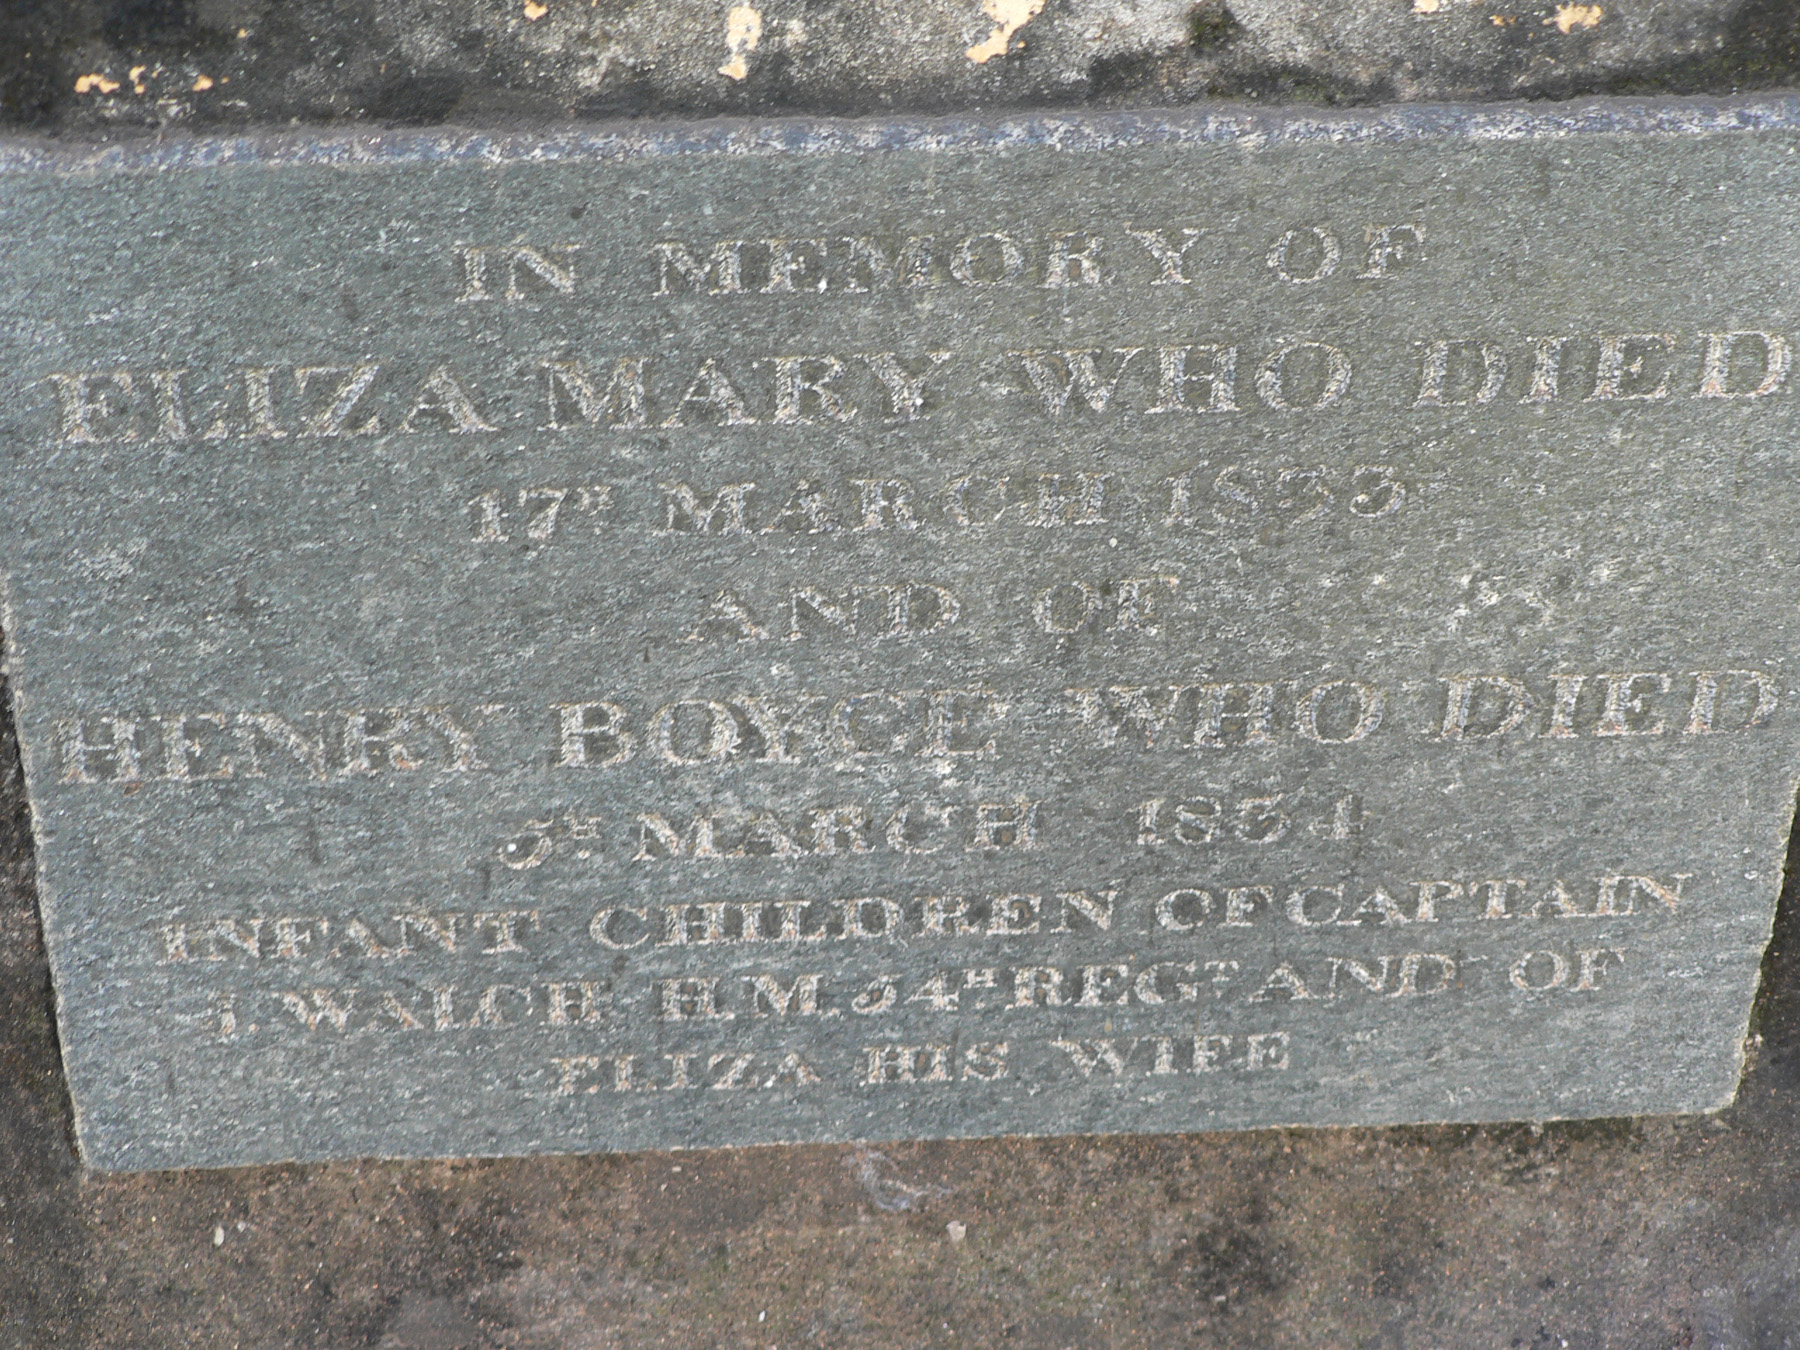 IN MEMORY OF
ELIZA MARY WHO DIED
17TH MARCH 1833
AND OF
HENRY BOYCE WHO DIED
5TH MARCH 1834
INFANT CHILDREN OF CAPTAIN
J. WALCH H.M. 54TH REGT AND OF
ELIZA HIS WIFE